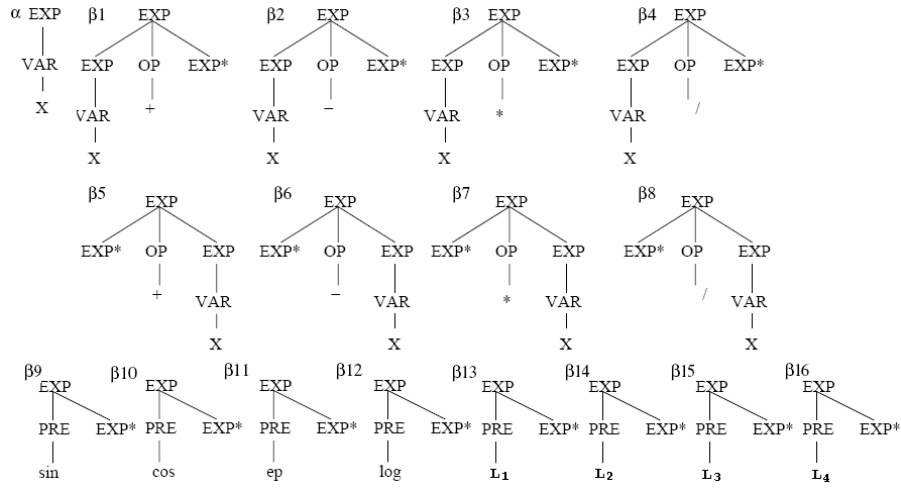 α EXP β1 EXP β2 EXP β3 EXP β4 EXP
VAR EXP OP EXP* EXP OP EXP* EXP OP EXP* EXP OP EXP*
X VAR + VAR − VAR * VAR /
X X X X
β5 EXP β6 EXP β7 EXP β8 EXP
EXP* OP EXP EXP* OP EXP EXP* OP EXP EXP* OP EXP
+ VAR − VAR * VAR / VAR
X X X X
β9 EXP β10 EXP β11 EXP β12 EXP β13 EXP β14 EXP β15 EXP β16 EXP
PRE EXP* PRE EXP* PRE EXP* PRE EXP* PRE EXP* PRE EXP* PRE EXP* PRE EXP*
sin cos ep log L1 L2 L3 L4